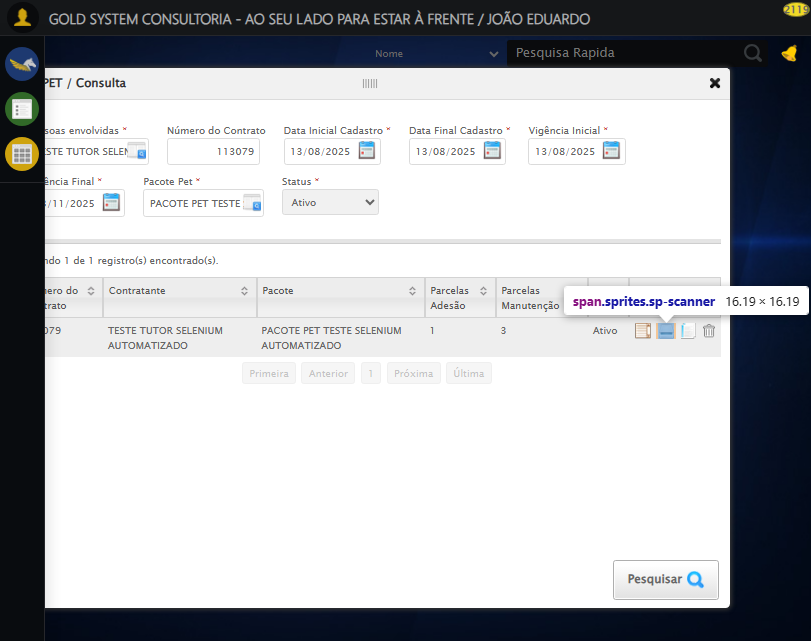 GOLD SYSTEM CONSULTORIA - AO SEU LADO PARA ESTAR À FRENTE / JOÃO EDUARDO
2119
Nome
Pesquisa Rapida
PET / Consulta
soas envolvidas *
Número do Contrato
Data Inicial Cadastro *
Data Final Cadastro *
Vigência Inicial *
STE TUTOR SELEN
113079
13/08/2025
13/08/2025
13/08/2025
ência Final *
Pacote Pet *
Status *
/11/2025
PACOTE PET TESTE
Ativo
ndo 1 de 1 registro(s) encontrado(s).
ero do
trato
Contratante
Pacote
Parcelas
Adesão
Parcelas
Manutenção
span.sprites.sp-scanner 16.19 × 16.19
079
TESTE TUTOR SELENIUM
AUTOMATIZADO
PACOTE PET TESTE SELENIUM
AUTOMATIZADO
1
3
Ativo
Primeira
Anterior
1
Próxima
Última
Pesquisar